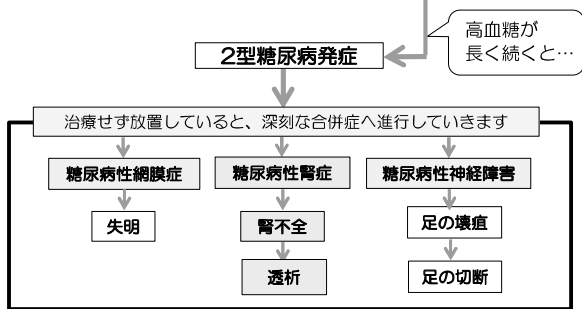 高血糖が
長く続くと…
2型糖尿病発症
治療せず放置していると、深刻な合併症へ進行していきます
糖尿病性網膜症
糖尿病性腎症
糖尿病性神経障害
失明
腎不全
足の壊疽
透析
足の切断